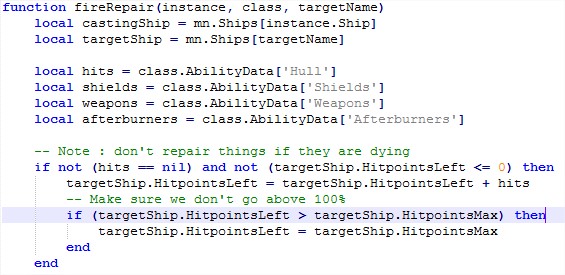 function fireRepair(instance, class, targetName)
    local castingShip = mn.Ships[instance.Ship]
    local targetShip = mn.Ships[targetName]

    local hits = class.AbilityData['Hull']
    local shields = class.AbilityData['Shields']
    local weapons = class.AbilityData['Weapons']
    local afterburners = class.AbilityData['Afterburners']

    -- Note : don't repair things if they are dying
    if not (hits == nil) and not (targetShip.HitpointsLeft <= 0) then
        targetShip.HitpointsLeft = targetShip.HitpointsLeft + hits
        -- Make sure we don't go above 100%
        if (targetShip.HitpointsLeft > targetShip.HitpointsMax) then
            targetShip.HitpointsLeft = targetShip.HitpointsMax
        end
    end